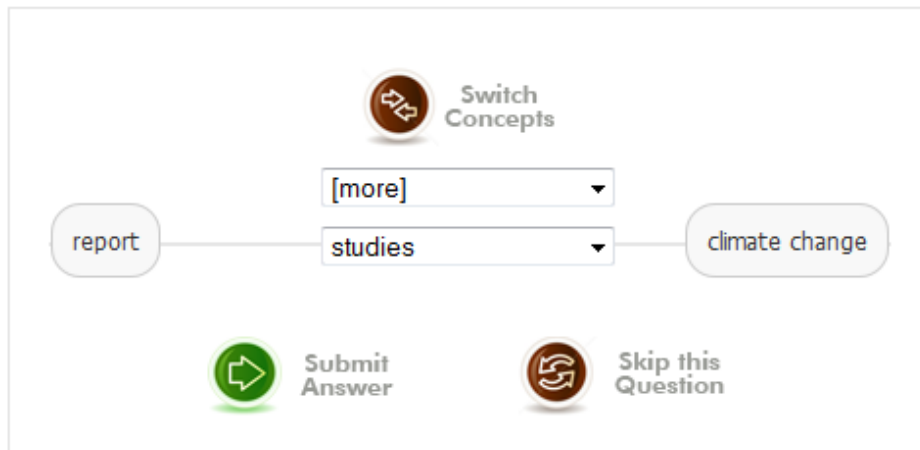 Switch
Concepts
[more]
report
studies
climate change
Submit
Answer
Skip this
Question